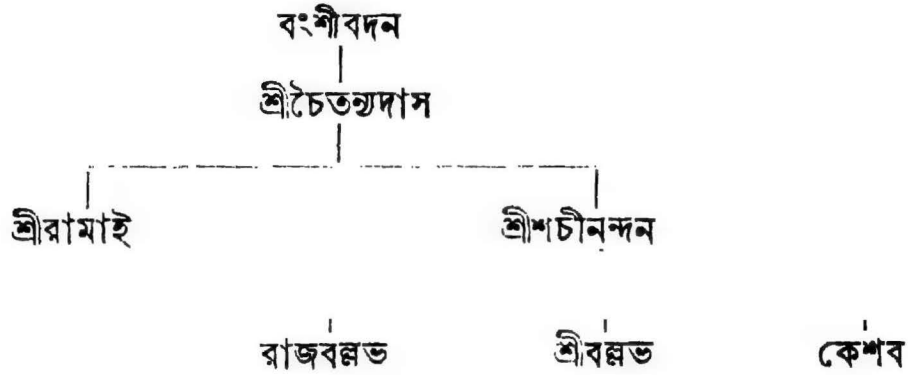 বংশীবদন
শ্রীচৈতন্যদাস
শ্রীরামাই শ্রীশচীনন্দন
রাজবল্লভ শ্রীবল্লভ কেশব